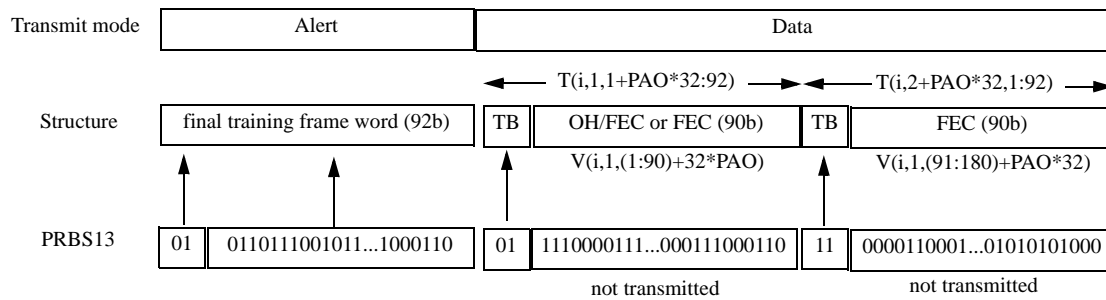 Transmit mode Alert Data
T(i,1,1+PAO*32:92) T(i,2+PAO*32,1:92)
Structure final training frame word (92b) TB OH/FEC or FEC (90b) TB FEC (90b)
V(i,1,(1:90)+32*PAO) V(i,1,(91:180)+PAO*32)
PRBS13 01 0110111001011...1000110 01 1110000111...000111000110 11 0000110001...01010101000
not transmitted not transmitted